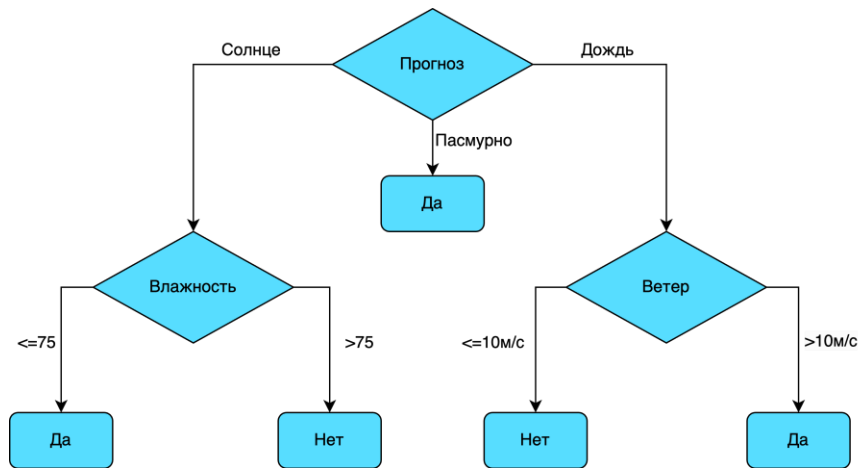 Солнце
Прогноз
Дождь
Пасмурно
Да
Влажность
Ветер
<=75
>75
<=10м/с
>10м/с
Да
Нет
Нет
Да